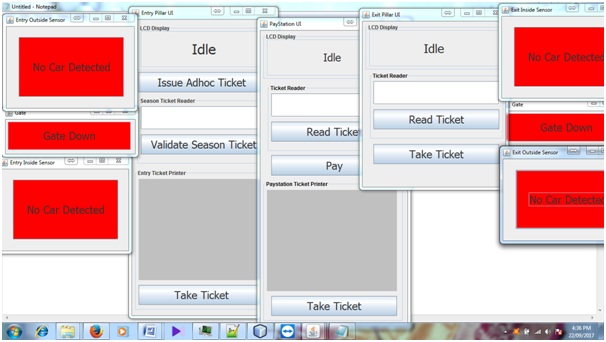 Untitled - Notepad
Entry Outside Sensor
No Car Detected
Gate
Gate Down
Entry Inside Sensor
No Car Detected
Entry Pillar UI
LCD Display
Idle
Issue Adhoc Ticket
Season Ticket Reader
Validate Season Ticket
Entry Ticket Printer
Take Ticket
PayStation UI
LCD Display
Idle
Ticket Reader
Read Ticke
Pay
Paystation Ticket Printer
Take Ticket
Exit Pillar UI
LCD Display
Idle
Ticket Reader
Read Ticket
Take Ticket
Exit Inside Sensor
No Car Detected
Gate
Gate Down
Exit Outside Sensor
No Car Detected
4:36 PM
22/09/2017